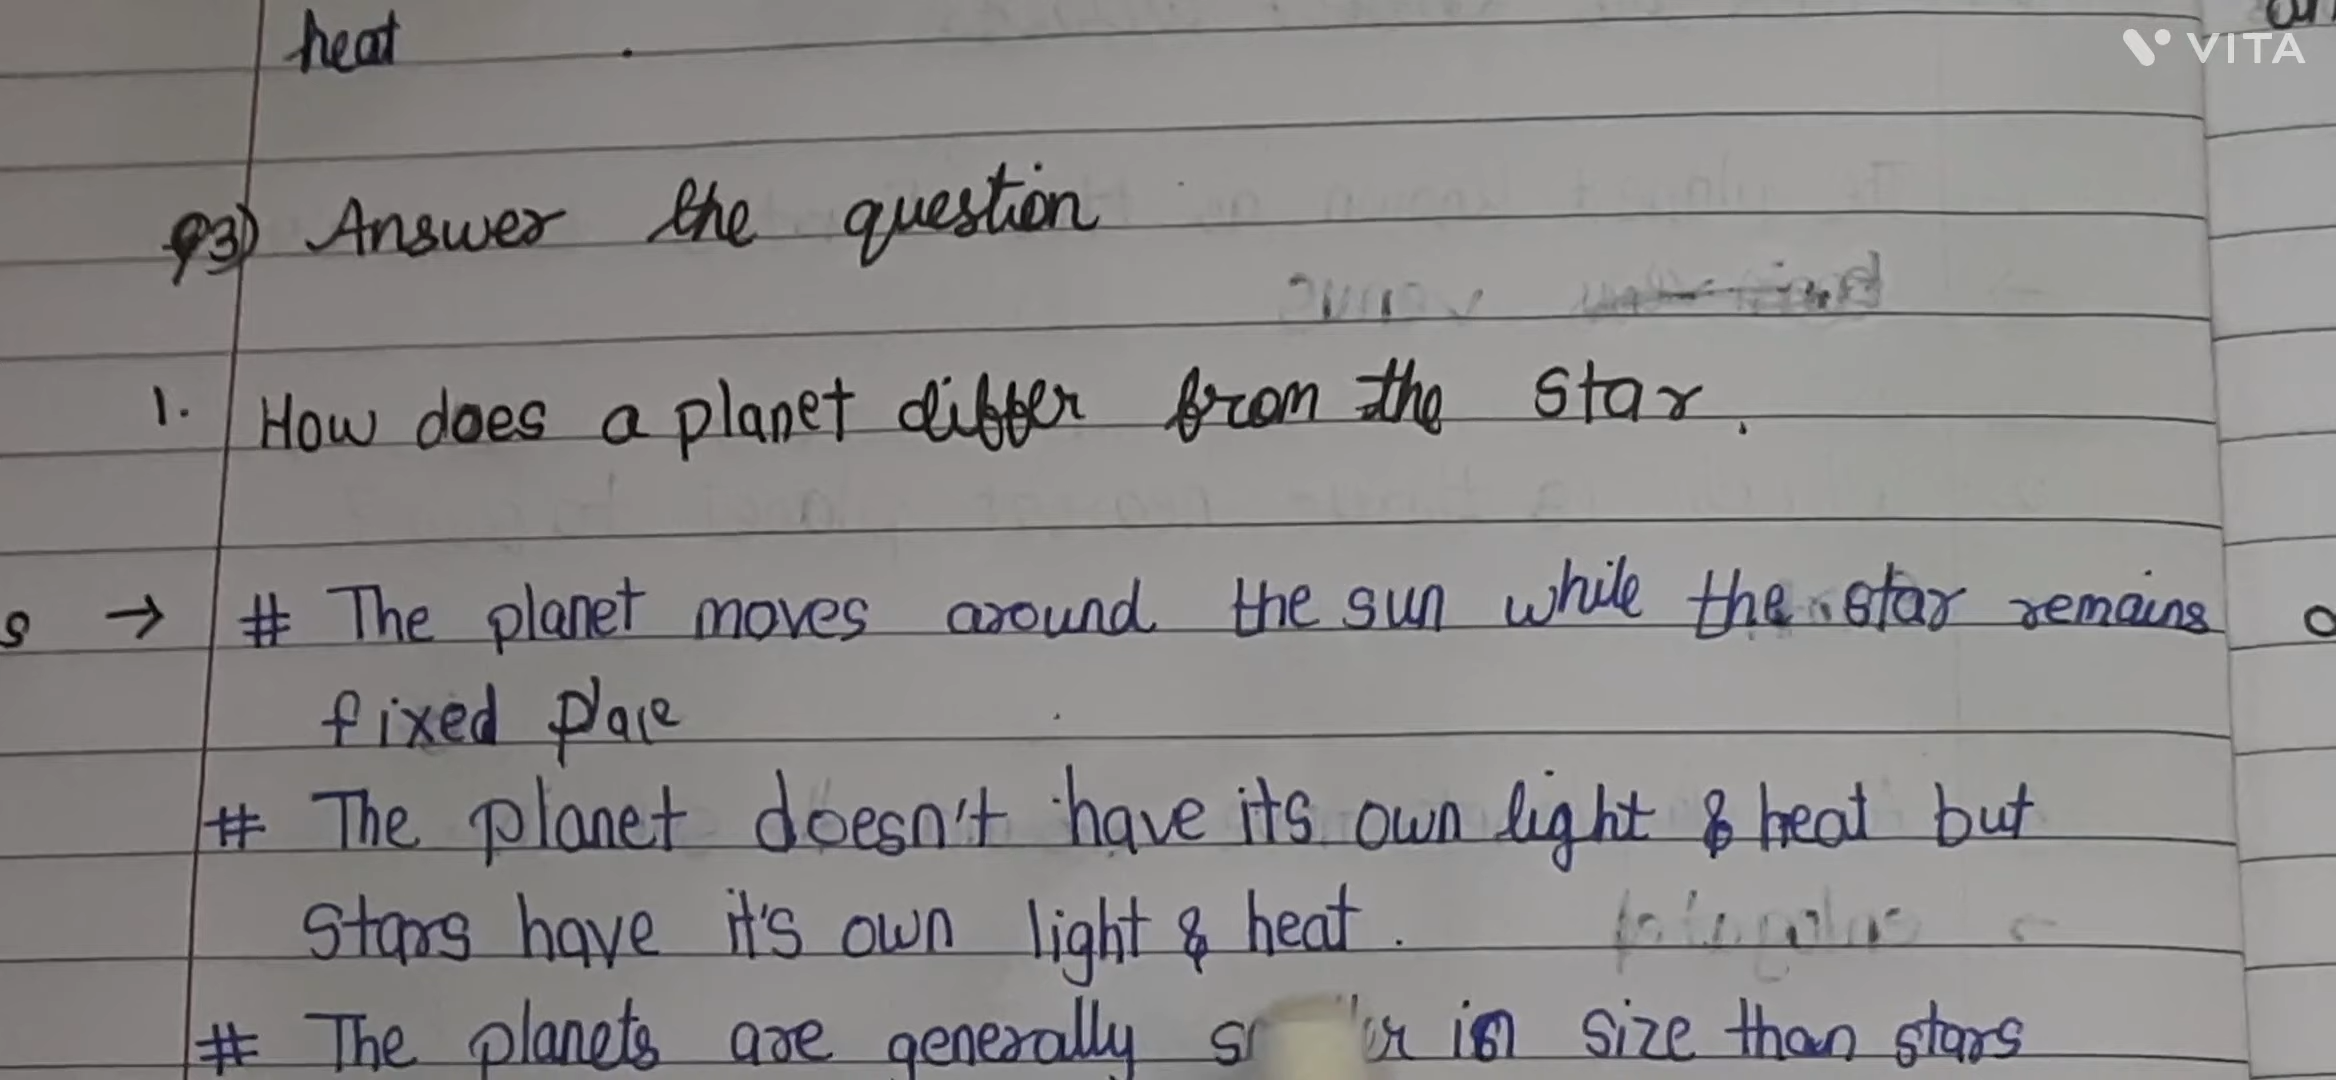 heat
VITA
Q3) Answer the question
1. How does a planet differ from the star.
→ # The planet moves around the sun while the star remains
fixed place
# The planet doesn't have its own light & heat but
stars have it's own light & heat.
# The planets are generally in size than stars